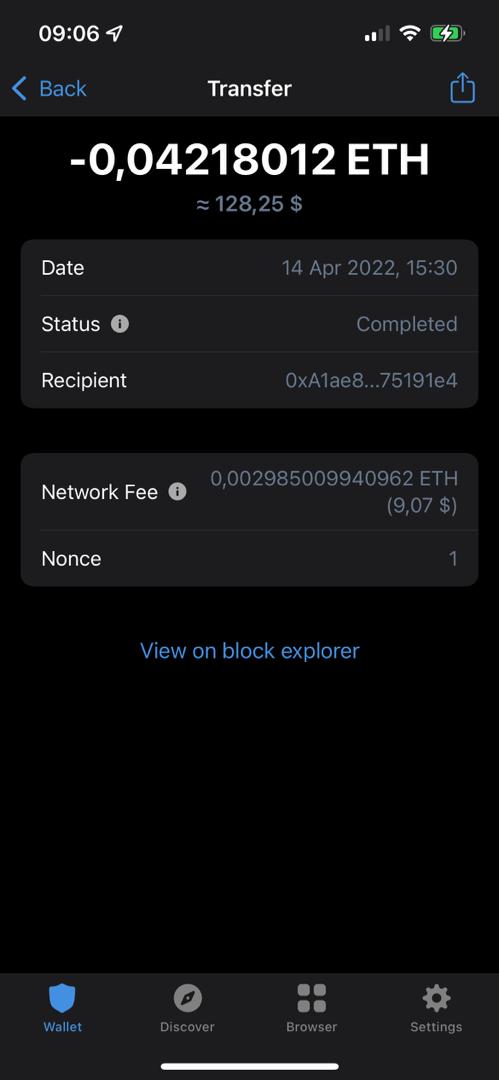 09:06
Back
Transfer
-0,04218012 ETH
≈ 128,25 $
Date 14 Apr 2022, 15:30
Status Completed
Recipient 0xA1ae8...75191e4
Network Fee 0,002985009940962 ETH
(9,07 $)
Nonce 1
View on block explorer
Wallet Discover Browser Settings